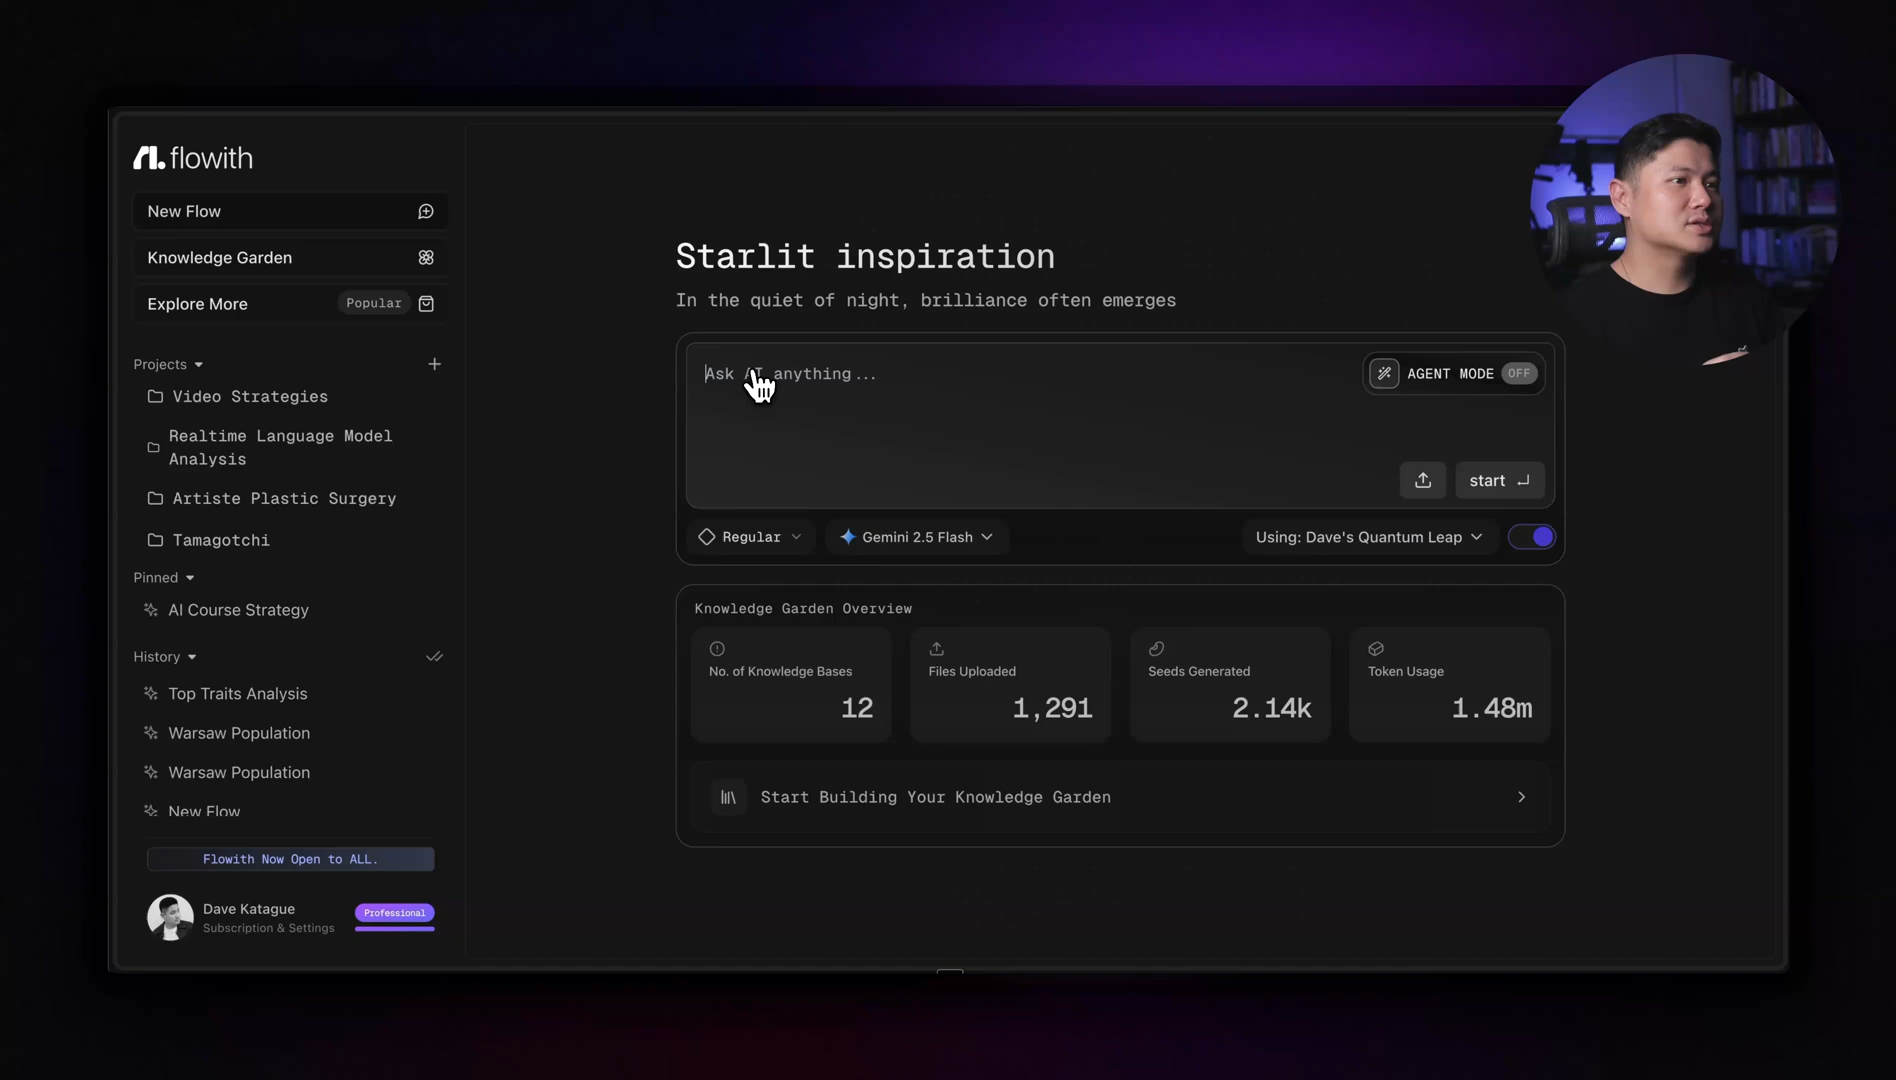 flowith
New Flow
Knowledge Garden
Explore More Popular
Projects
Video Strategies
Realtime Language Model
Analysis
Artiste Plastic Surgery
Tamagotchi
Pinned
AI Course Strategy
History
Top Traits Analysis
Warsaw Population
Warsaw Population
New Flow
Flowith Now Open to ALL.
Dave Katague
Subscription & Settings
Professional
Starlit inspiration
In the quiet of night, brilliance often emerges
Ask AI anything...
AGENT MODE OFF
start
Regular
Gemini 2.5 Flash
Using: Dave's Quantum Leap
Knowledge Garden Overview
No. of Knowledge Bases
12
Files Uploaded
1,291
Seeds Generated
2.14k
Token Usage
1.48m
Start Building Your Knowledge Garden